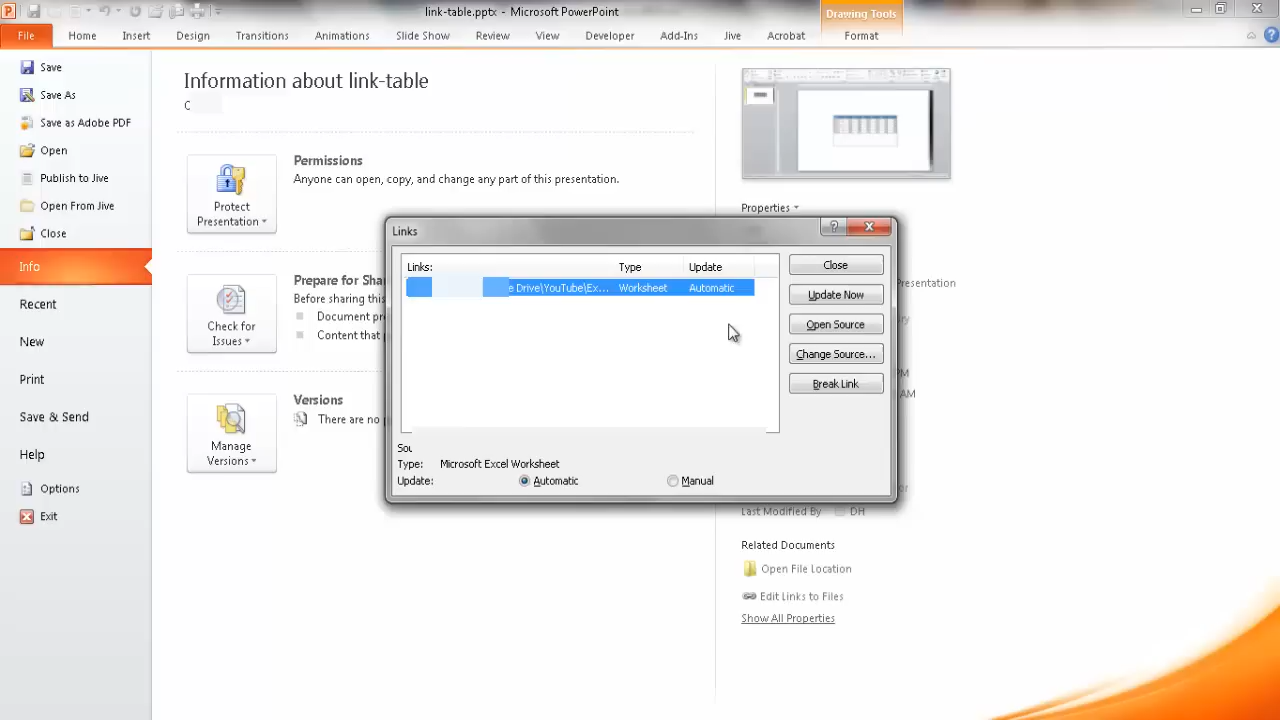 link-table.pptx - Microsoft PowerPoint
Drawing Tools
File Home Insert Design Transitions Animations Slide Show Review View Developer Add-Ins Jive Acrobat Format
Save
Save As
Save as Adobe PDF
Open
Publish to Jive
Open From Jive
Close
Info
Recent
New
Print
Save & Send
Help
Options
Exit
Information about link-table
C
Protect
Presentation
Permissions
Anyone can open, copy, and change any part of this presentation.
Check for
Issues
Prepare for Sha
Before sharing this
Document pr
Content that
Manage
Versions
Versions
There are no
Links
Links: Type Update
e Drive\YouTube\Ex... Worksheet Automatic
Close
Update Now
Open Source
Change Source...
Break Link
Sou
Type: Microsoft Excel Worksheet
Update: Automatic Manual
Properties
resentation
PM
AM
Last Modified By DH
Related Documents
Open File Location
Edit Links to Files
Show All Properties